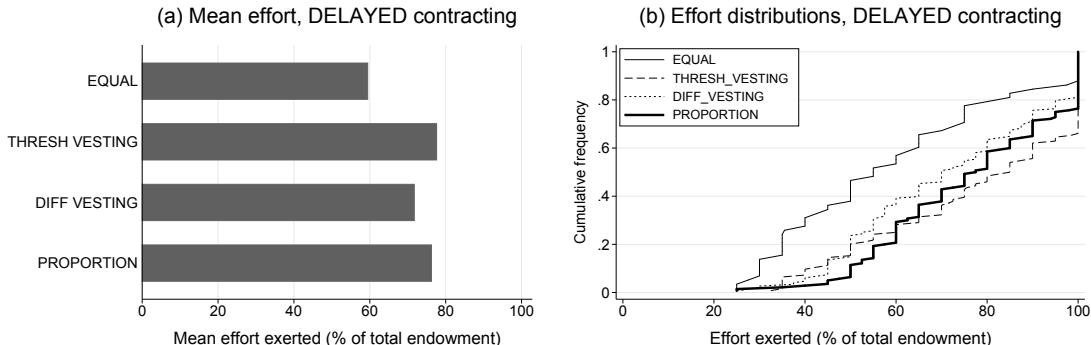 (a) Mean effort, DELAYED contracting
EQUAL
THRESH VESTING
DIFF VESTING
PROPORTION
0 20 40 60 80 100
Mean effort exerted (% of total endowment)
(b) Effort distributions, DELAYED contracting
EQUAL
THRESH_VESTING
DIFF_VESTING
PROPORTION
Cumulative frequency
1
.8
.6
.4
.2
0
0 20 40 60 80 100
Effort exerted (% of total endowment)